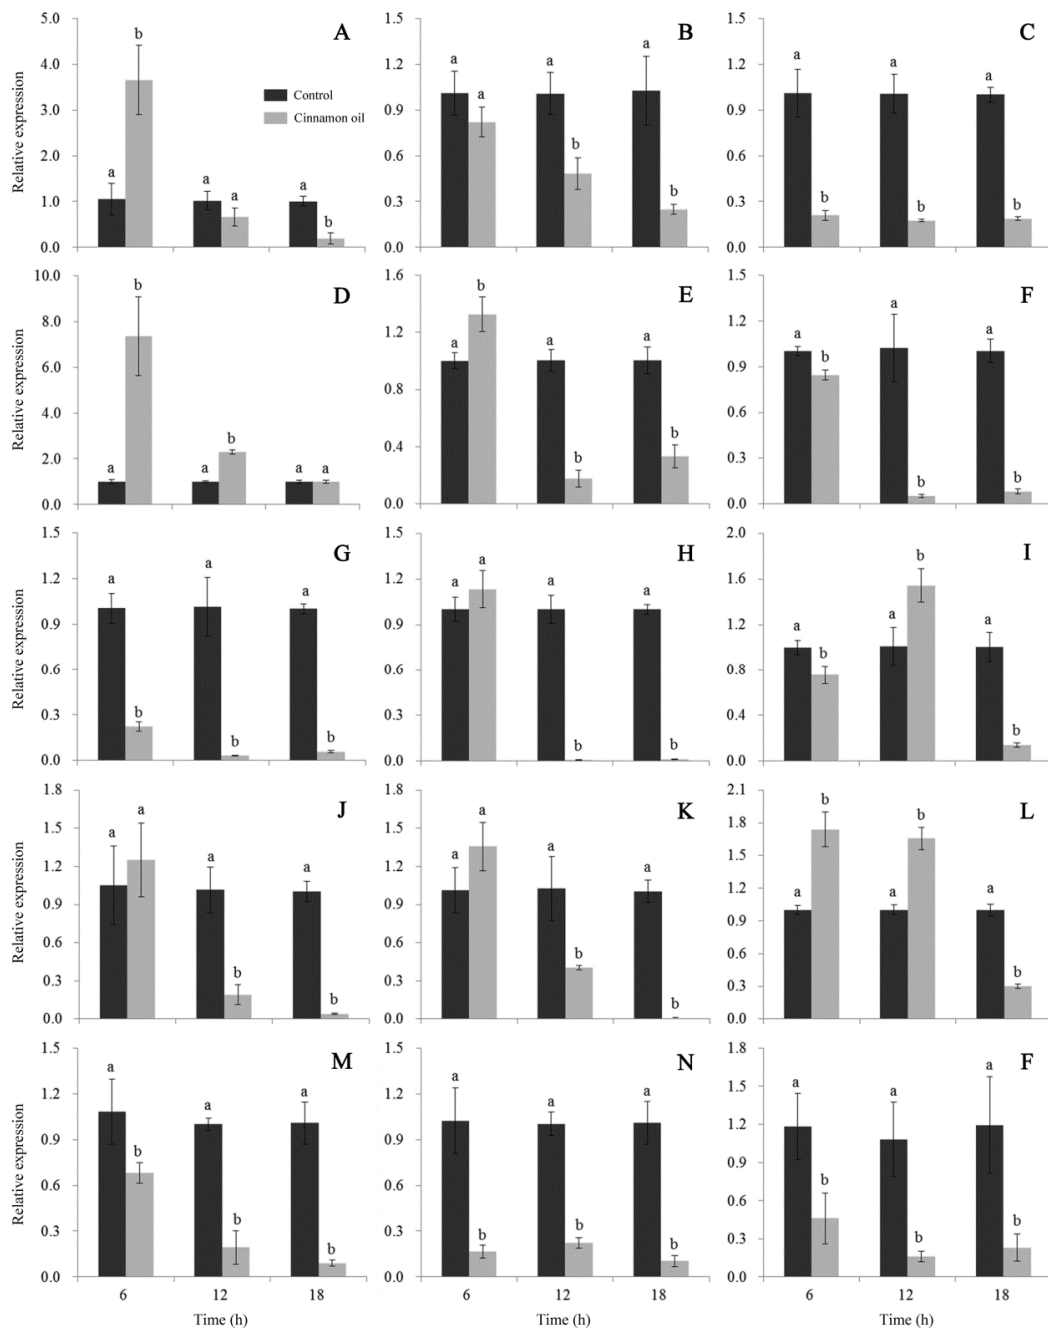 5.0
4.0
3.0
2.0
1.0
0.0
Relative expression
A
Control
Cinnamon oil
a b a a a b
1.5
1.2
0.9
0.6
0.3
0.0
B
a a a b a b
1.5
1.2
0.9
0.6
0.3
0.0
C
a b a b a b
10.0
8.0
6.0
4.0
2.0
0.0
Relative expression
D
a b a b a a
1.6
1.2
0.8
0.4
0.0
E
a b a b a b
1.5
1.2
0.9
0.6
0.3
0.0
F
a b a b a b
1.5
1.2
0.9
0.6
0.3
0.0
Relative expression
G
a b a b a b
1.5
1.2
0.9
0.6
0.3
0.0
H
a a a b a b
2.0
1.6
1.2
0.8
0.4
0.0
I
a b a b a b
1.8
1.5
1.2
0.9
0.6
0.3
0.0
Relative expression
J
a a a b a b
1.8
1.5
1.2
0.9
0.6
0.3
0.0
K
a a a b a b
2.1
1.8
1.5
1.2
0.9
0.6
0.3
0.0
L
a b a b a b
1.5
1.2
0.9
0.6
0.3
0.0
Relative expression
M
a b a b a b
6 12 18
Time (h)
1.5
1.2
0.9
0.6
0.3
0.0
N
a b a b a b
6 12 18
Time (h)
1.8
1.5
1.2
0.9
0.6
0.3
0.0
F
a b a b a b
6 12 18
Time (h)